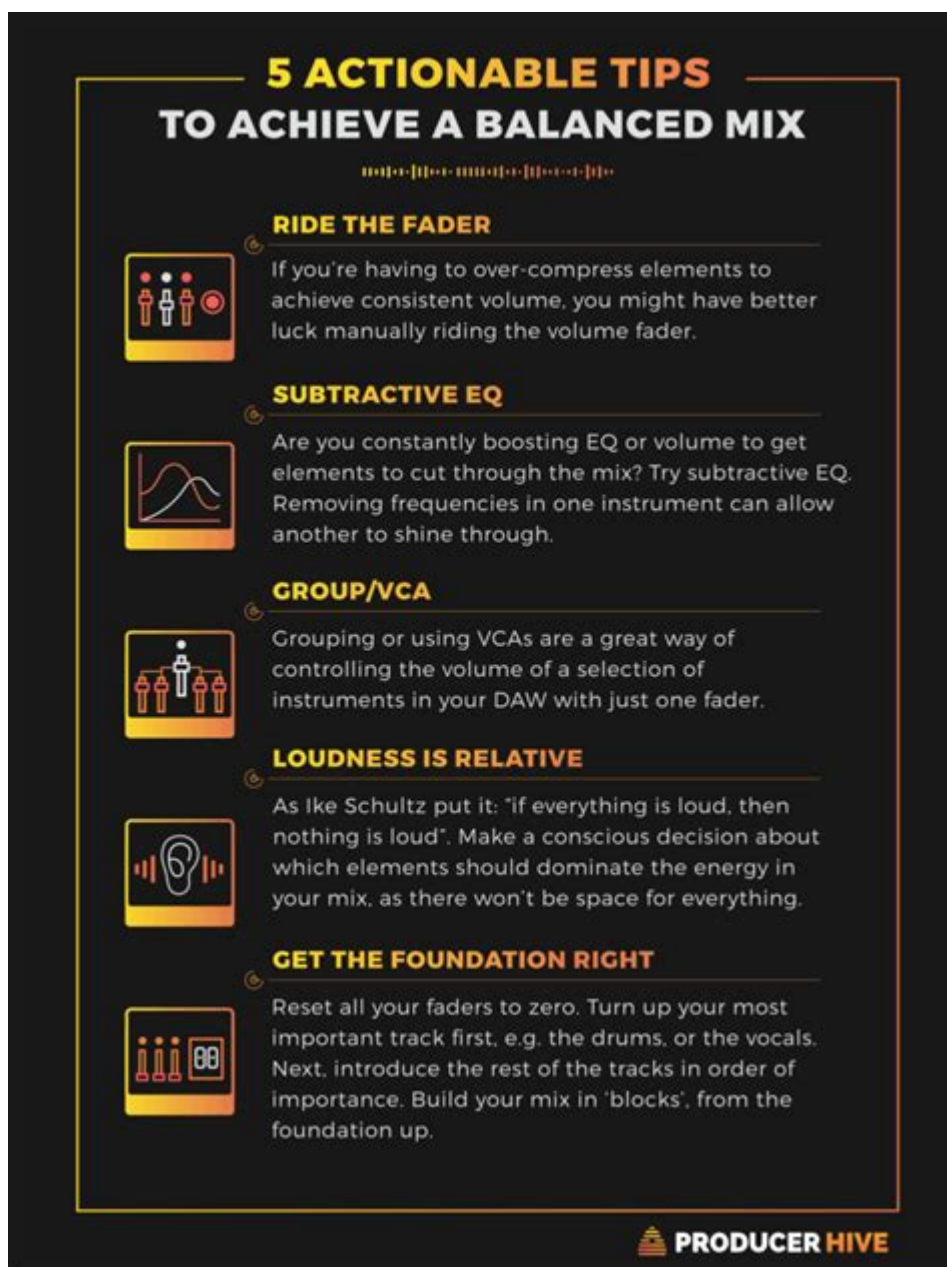 5 ACTIONABLE TIPS
TO ACHIEVE A BALANCED MIX
RIDE THE FADER
If you're having to over-compress elements to
achieve consistent volume, you might have better
luck manually riding the volume fader.
SUBTRACTIVE EQ
Are you constantly boosting EQ or volume to get
elements to cut through the mix? Try subtractive EQ.
Removing frequencies in one instrument can allow
another to shine through.
GROUP/VCA
Grouping or using VCAs are a great way of
controlling the volume of a selection of
instruments in your DAW with just one fader.
LOUDNESS IS RELATIVE
As Ike Schultz put it: "if everything is loud, then
nothing is loud". Make a conscious decision about
which elements should dominate the energy in
your mix, as there won't be space for everything.
GET THE FOUNDATION RIGHT
Reset all your faders to zero. Turn up your most
important track first, e.g. the drums, or the vocals.
Next, introduce the rest of the tracks in order of
importance. Build your mix in 'blocks', from the
foundation up.
PRODUCER HIVE